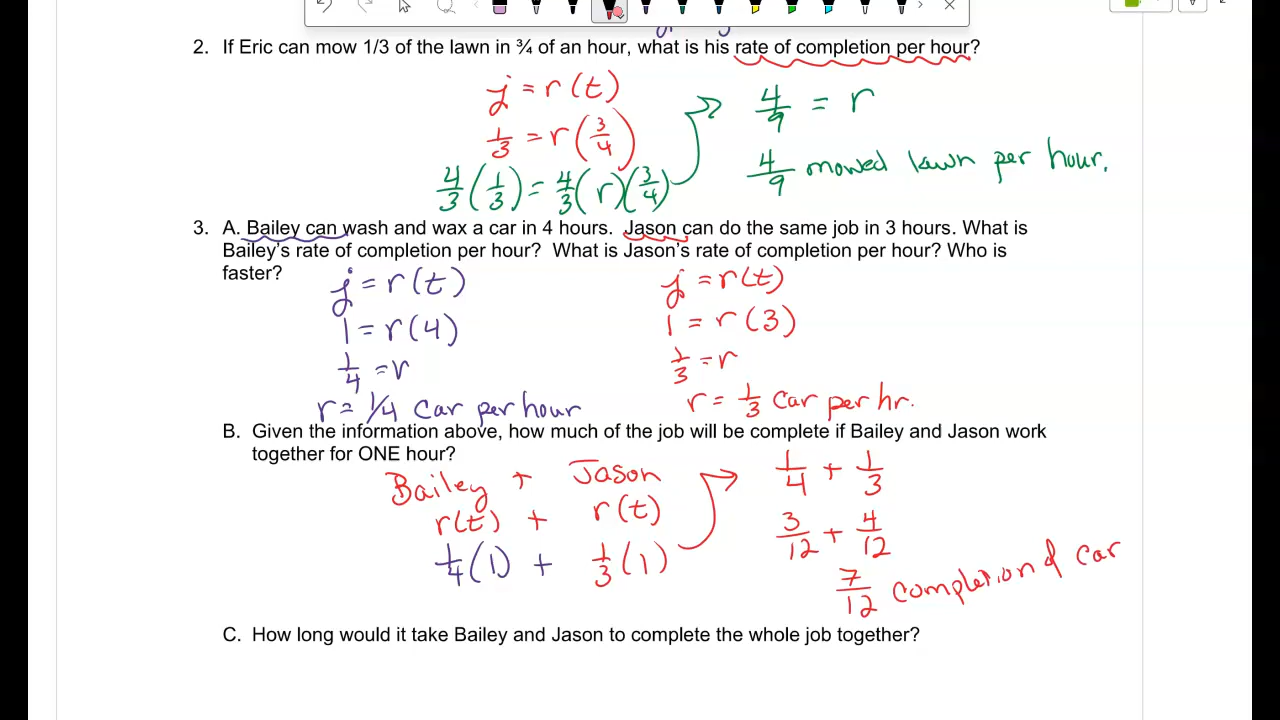 2. If Eric can mow 1/3 of the lawn in ¾ of an hour, what is his rate of completion per hour?
j = r(t)
1/3 = r(3/4)
4/3(1/3) = 4/3(r)(3/4)
4/9 = r
4/9 mowed lawn per hour.
3. A. Bailey can wash and wax a car in 4 hours. Jason can do the same job in 3 hours. What is
Bailey's rate of completion per hour? What is Jason's rate of completion per hour? Who is
faster?
j = r(t)
1 = r(4)
1/4 = r
r = 1/4 car per hour
j = r(t)
1 = r(3)
1/3 = r
r = 1/3 car per hr.
B. Given the information above, how much of the job will be complete if Bailey and Jason work
together for ONE hour?
Bailey + Jason
r(t) + r(t)
1/4(1) + 1/3(1)
1/4 + 1/3
3/12 + 4/12
7/12 completion of car
C. How long would it take Bailey and Jason to complete the whole job together?